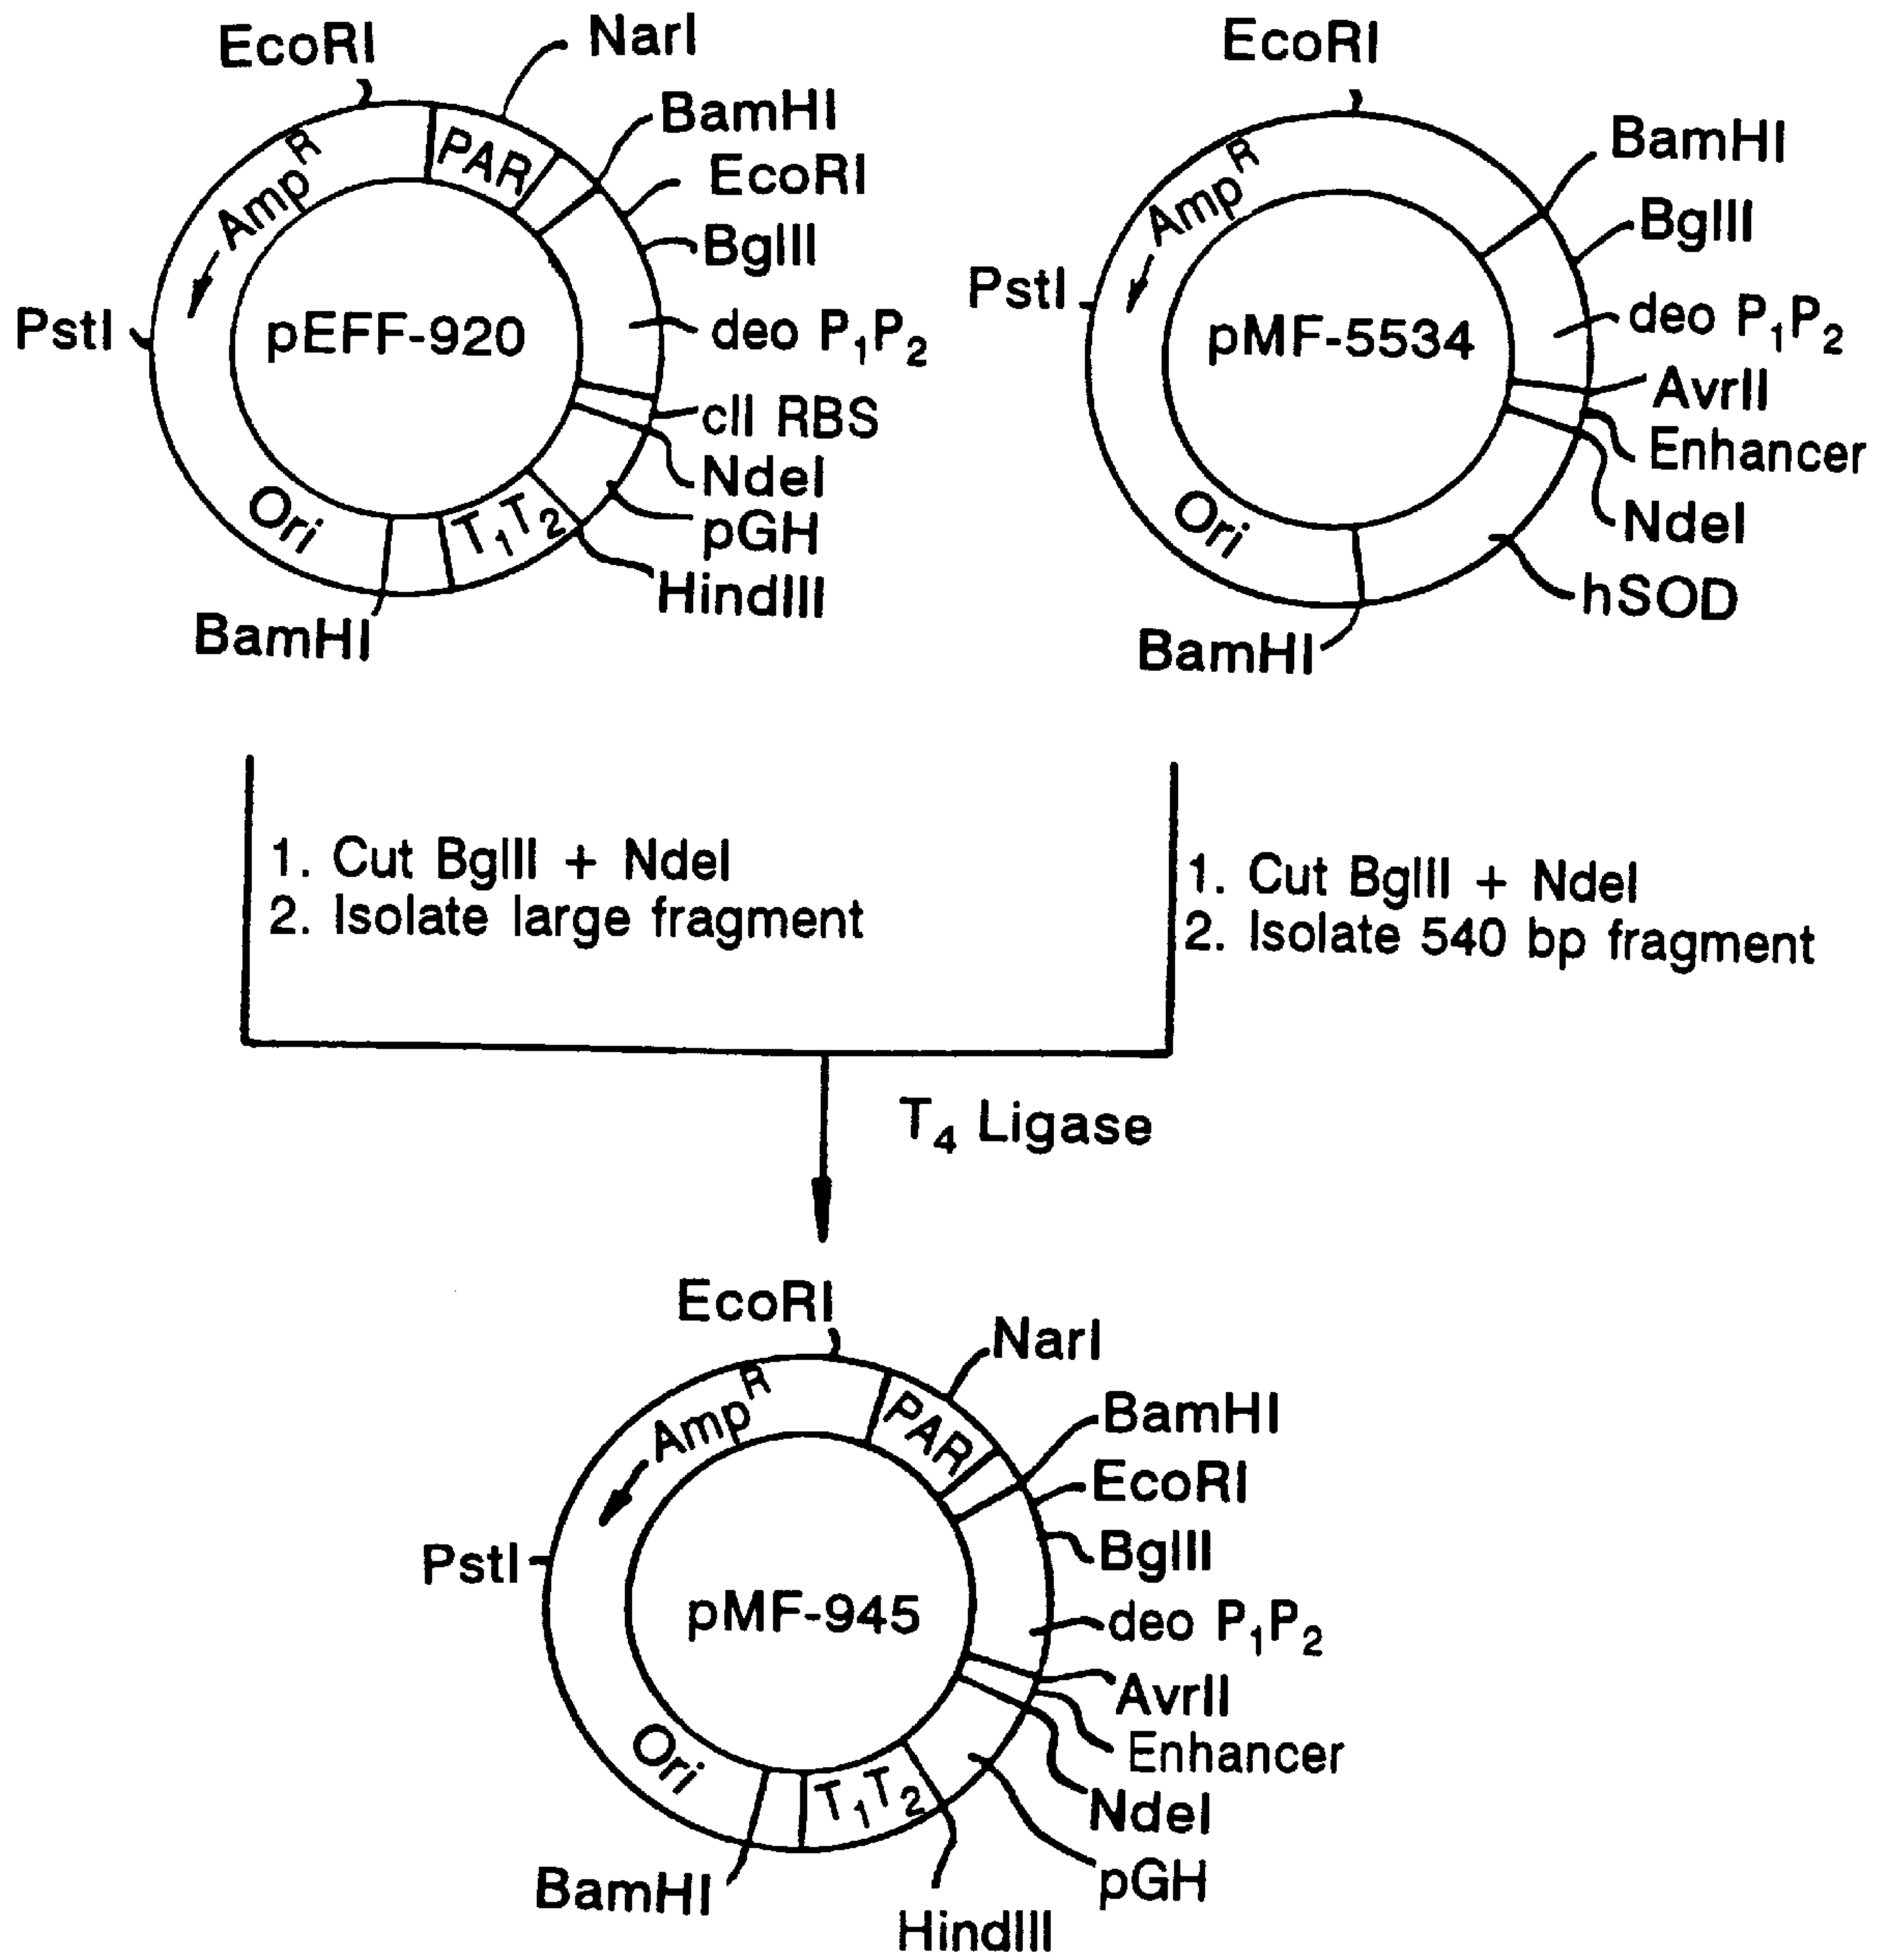 EcoRI
NarI
BamHI
EcoRI
BglII
deo P₁P₂
cII RBS
NdeI
pGH
HindIII
BamHI
PstI
Amp^R
PAR
pEFF-920
Ori
T₁T₂
EcoRI
BamHI
BglII
deo P₁P₂
AvrII
Enhancer
NdeI
hSOD
BamHI
PstI
Amp^R
pMF-5534
Ori
1. Cut BglII + NdeI
2. Isolate large fragment
1. Cut BglII + NdeI
2. Isolate 540 bp fragment
T₄ Ligase
EcoRI
NarI
BamHI
EcoRI
BglII
deo P₁P₂
AvrII
Enhancer
NdeI
pGH
HindIII
BamHI
PstI
Amp^R
PAR
pMF-945
Ori
T₁T₂